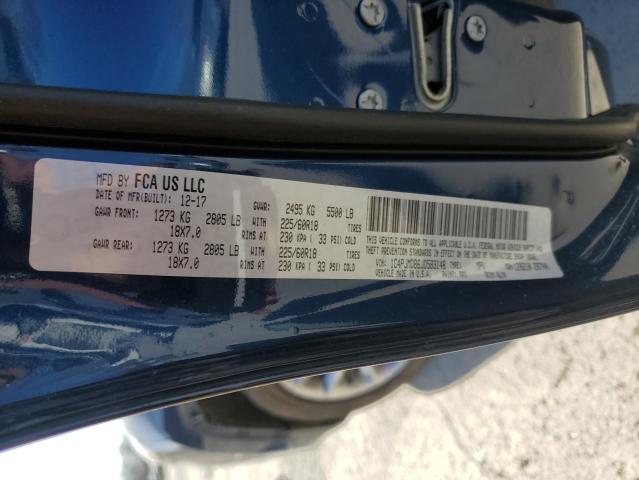 MFD BY FCA US LLC
DATE OF MFR(BUILT): 12-17 GVWR: 2495 KG 5500 LB
GAWR FRONT: 1273 KG 2805 LB WITH 225/60R18 TIRES
18X7.0 RIMS AT 230 KPA ( 33 PSI) COLD
GAWR REAR: 1273 KG 2805 LB WITH 225/60R18 TIRES
18X7.0 RIMS AT 230 KPA ( 33 PSI) COLD
THIS VEHICLE CONFORMS TO ALL APPLICABLE U.S.A. FEDERAL MOTOR VEHICLE SAFETY AND
THEFT PREVENTION STANDARDS IN EFFECT ON THE DATE OF MANUFACTURE SHOWN
ABOVE.
MADE IN U.S.A.